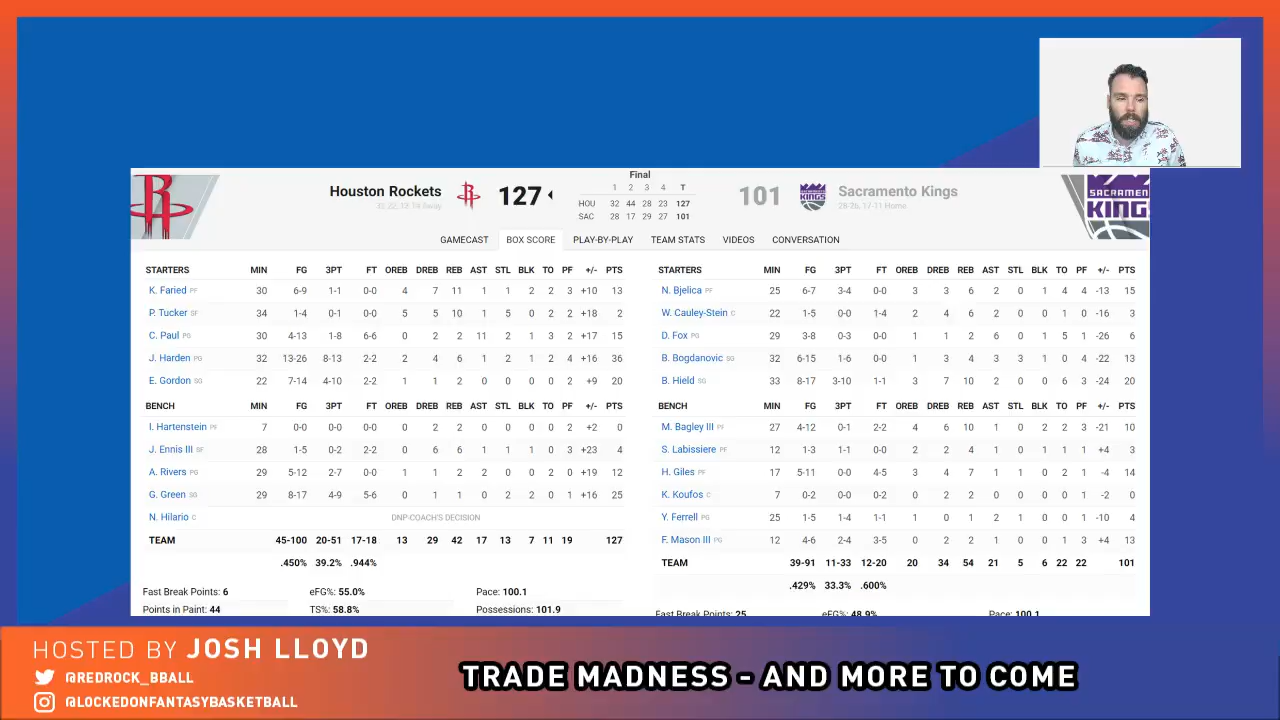 Final
Houston Rockets 127 1 2 3 4 T 101 Sacramento Kings
HOU 32 44 28 23 127
SAC 28 17 29 27 101
SACRAMEN
KING
GAMECAST BOX SCORE PLAY-BY-PLAY TEAM STATS VIDEOS CONVERSATION
STARTERS MIN FG 3PT FT OREB DREB REB AST STL BLK TO PF +/- PTS
K. Faried PF 30 6-9 1-1 0-0 4 7 11 1 1 2 2 3 +10 13
P. Tucker SF 34 1-4 0-1 0-0 5 5 10 1 5 0 2 2 +18 2
C. Paul PG 30 4-13 1-8 6-6 0 2 2 11 2 1 3 2 +17 15
J. Harden PG 32 13-26 8-13 2-2 2 4 6 1 2 1 2 4 +16 36
E. Gordon SG 22 7-14 4-10 2-2 1 1 2 0 0 0 0 2 +9 20
BENCH MIN FG 3PT FT OREB DREB REB AST STL BLK TO PF +/- PTS
I. Hartenstein PF 7 0-0 0-0 0-0 0 2 2 0 0 0 0 2 +2 0
J. Ennis III SF 28 1-5 0-2 2-2 0 6 6 1 1 1 0 3 +23 4
A. Rivers PG 29 5-12 2-7 0-0 1 1 2 2 0 0 2 0 +19 12
G. Green SG 29 8-17 4-9 5-6 0 1 1 0 2 2 0 1 +16 25
N. Hilario C DNP-COACH'S DECISION
TEAM 45-100 20-51 17-18 13 29 42 17 13 7 11 19 127
.450% 39.2% .944%
Fast Break Points: 6 eFG%: 55.0% Pace: 100.1
Points in Paint: 44 TS%: 58.8% Possessions: 101.9
STARTERS MIN FG 3PT FT OREB DREB REB AST STL BLK TO PF +/- PTS
N. Bjelica PF 25 6-7 3-4 0-0 3 3 6 2 0 1 4 4 -13 15
W. Cauley-Stein C 22 1-5 0-0 1-4 2 4 6 2 0 0 1 0 -16 3
D. Fox PG 29 3-8 0-3 0-0 1 1 2 6 0 1 5 1 -26 6
B. Bogdanovic SG 32 6-15 1-6 0-0 1 3 4 3 3 1 0 4 -22 13
B. Hield SG 33 8-17 3-10 1-1 3 7 10 2 0 0 6 3 -24 20
BENCH MIN FG 3PT FT OREB DREB REB AST STL BLK TO PF +/- PTS
M. Bagley III PF 27 4-12 0-1 2-2 4 6 10 1 0 2 2 3 -21 10
S. Labissiere PF 12 1-3 1-1 0-0 2 2 4 1 0 1 1 1 +4 3
H. Giles PF 17 5-11 0-0 4-5 3 4 7 1 1 0 2 1 -4 14
K. Koufos C 7 0-2 0-0 0-2 0 2 2 0 0 0 0 1 -2 0
Y. Ferrell PG 25 1-5 1-4 1-1 1 0 1 2 1 0 0 1 -10 4
F. Mason III PG 12 4-6 2-4 3-5 0 2 2 1 0 0 1 3 +4 13
TEAM 39-91 11-33 12-20 20 34 54 21 5 6 22 22 101
.429% 33.3% .600%
Fast Break Points: 25 eFG%: 48.9% Pace: 100.1
HOSTED BY JOSH LLOYD
@REDROCK_BBALL
@LOCKEDONFANTASYBASKETBALL
TRADE MADNESS - AND MORE TO COME